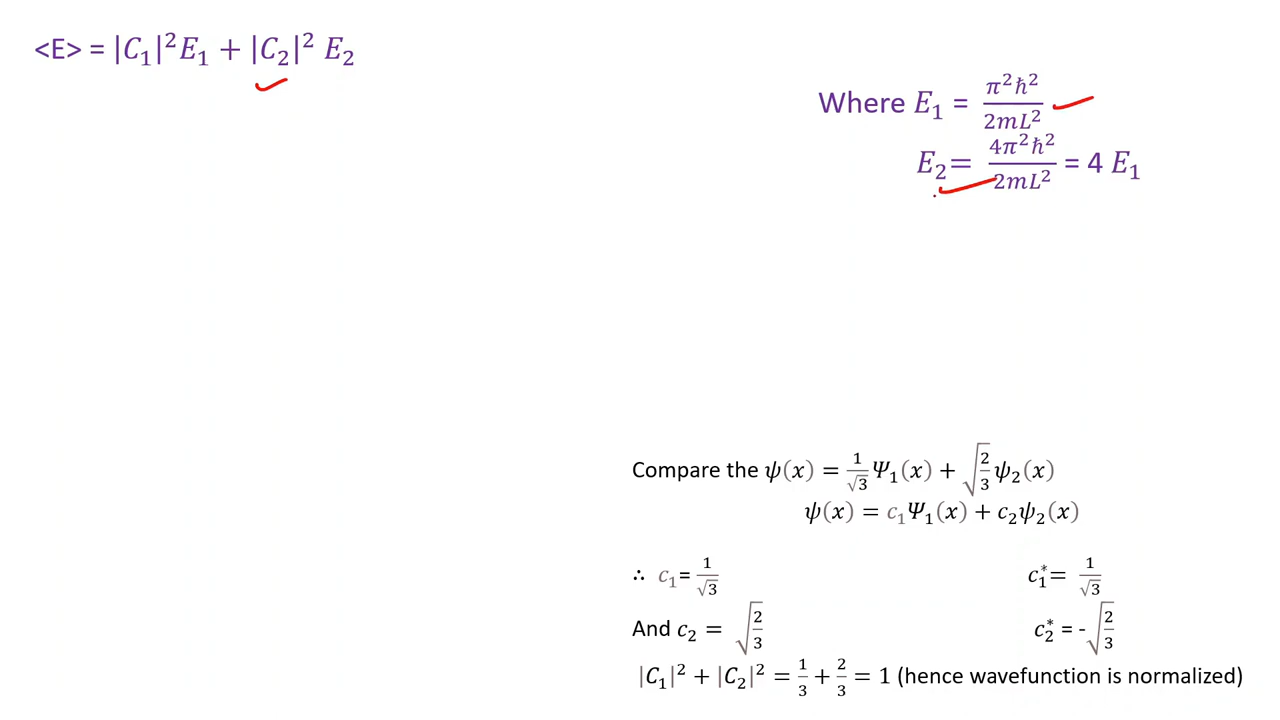 <E> = |C₁|²E₁ + |C₂|² E₂
Where E₁ = π²ℏ²/2mL²
E₂= 4π²ℏ²/2mL² = 4 E₁
Compare the ψ(x) = 1/√3 Ψ₁(x) + √(2/3) ψ₂(x)
ψ(x) = c₁Ψ₁(x) + c₂ψ₂(x)
∴ c₁= 1/√3 c₁*= 1/√3
And c₂ = √(2/3) c₂* = -√(2/3)
|C₁|² + |C₂|² = 1/3 + 2/3 = 1 (hence wavefunction is normalized)